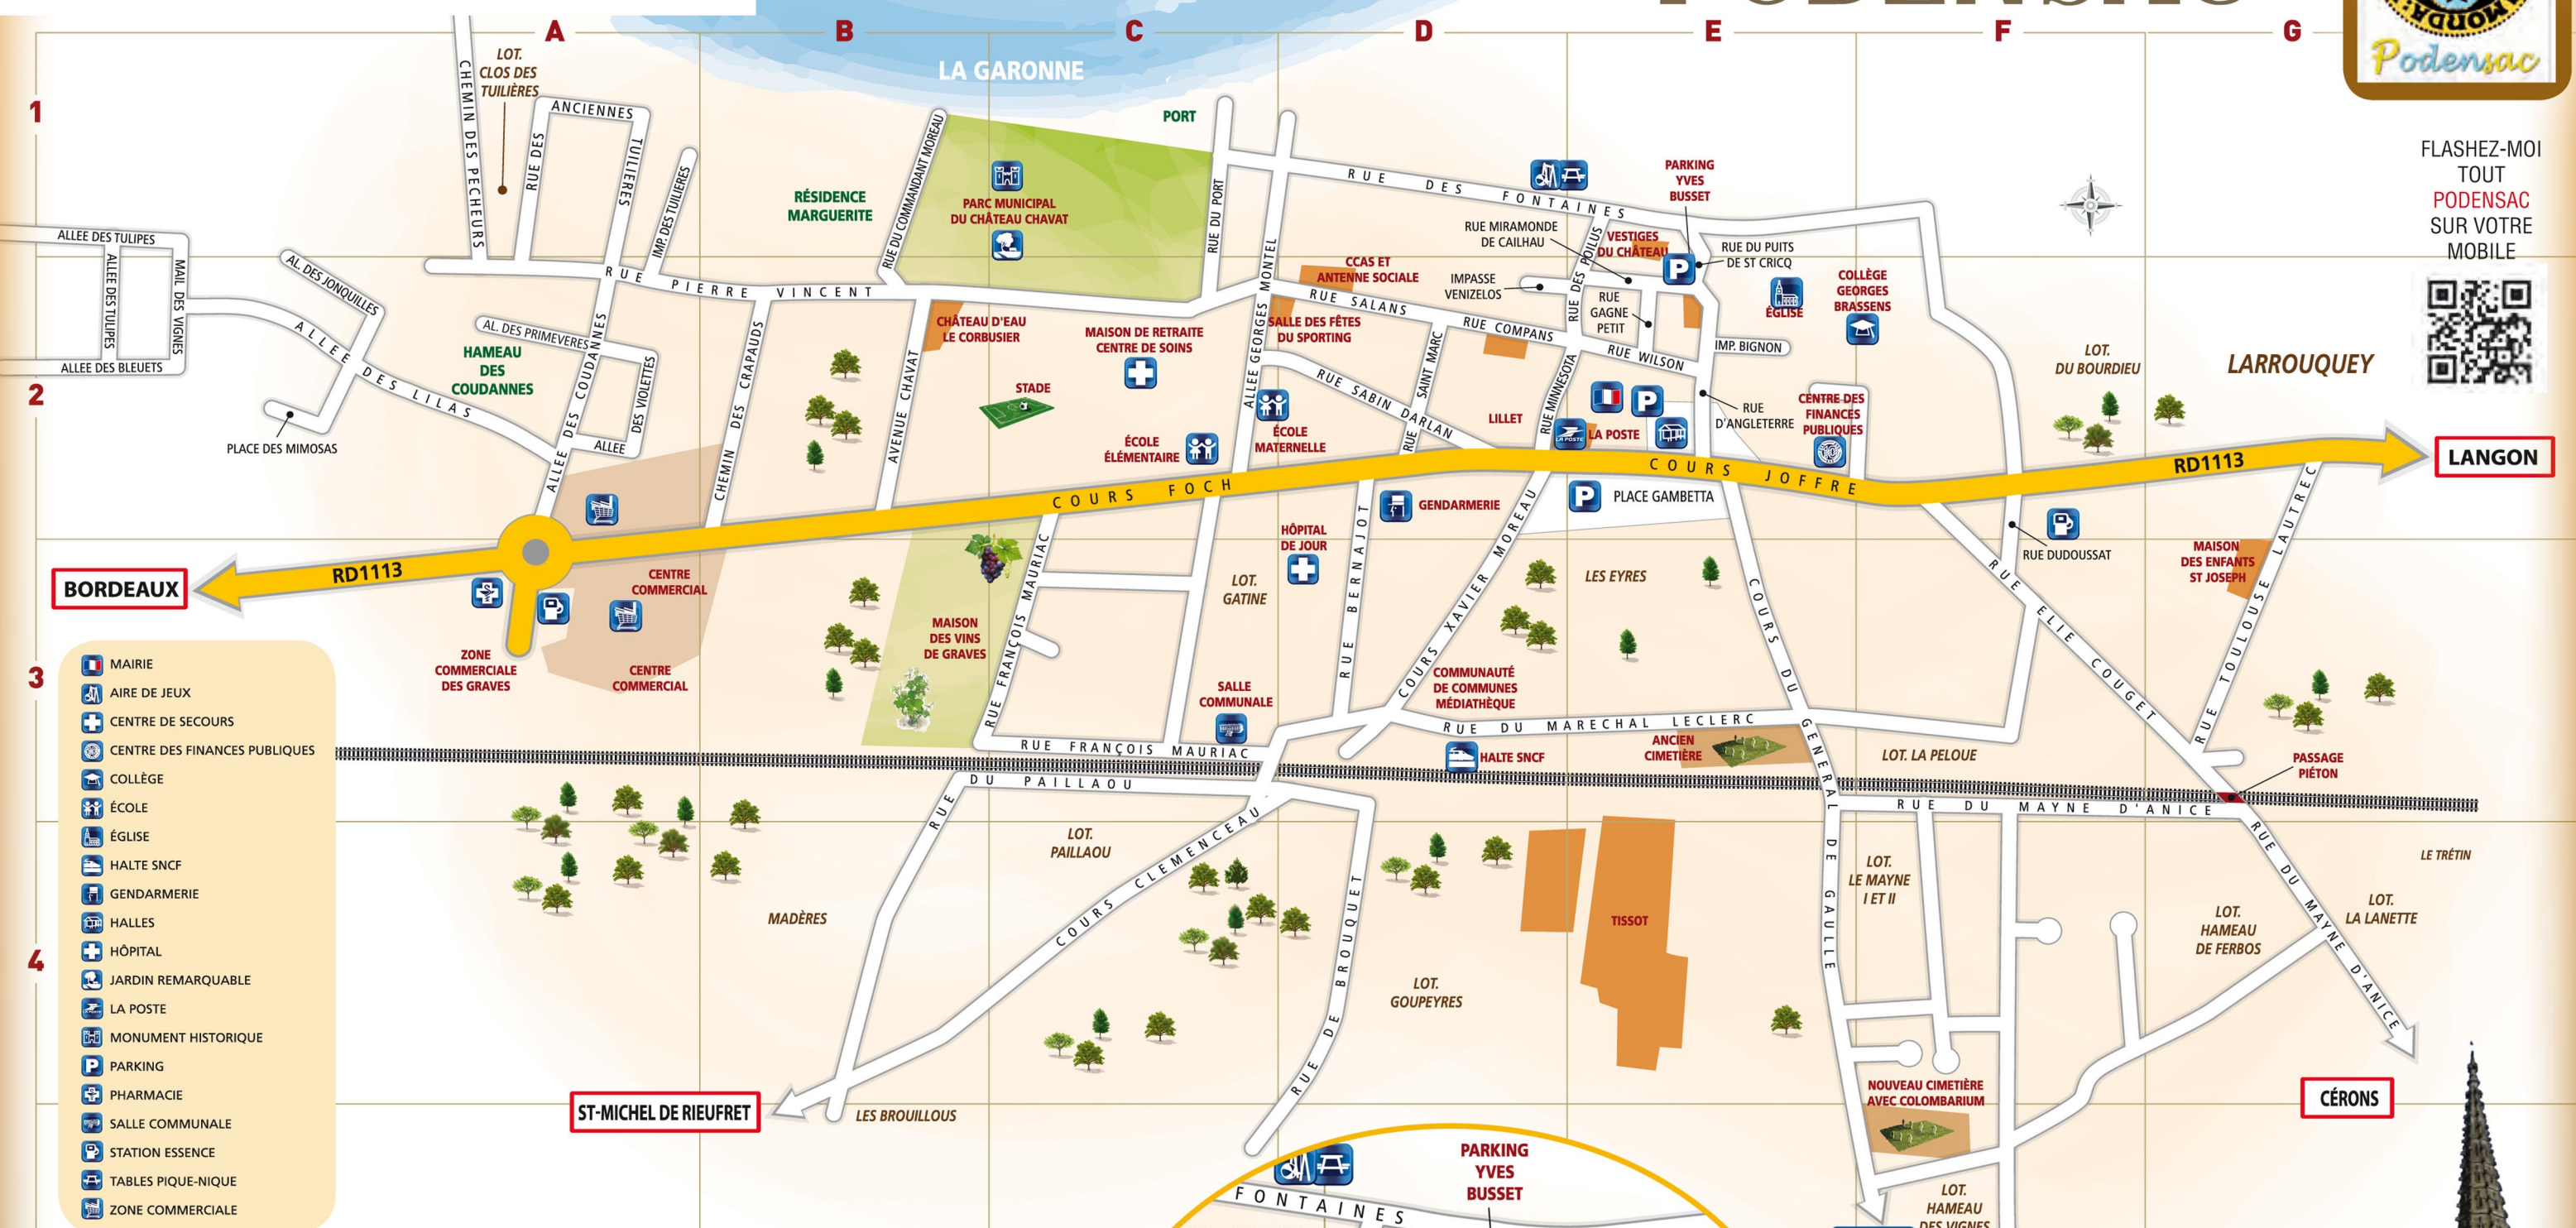 PODENSAC
MORDA
Podensac
A
B
C
D
E
F
G
1
2
3
4
LA GARONNE
PORT
LOT.
CLOS DES
TUILIÈRES
CHEMIN DES PECHEURS
RUE DES
ANCIENNES
TUILIERES
IMP. DES TUILIERES
RÉSIDENCE
MARGUERITE
RUE DU COMMANDANT MOREAU
PARC MUNICIPAL
DU CHÂTEAU CHAVAT
RUE DU PORT
RUE DES FONTAINES
PARKING
YVES
BUSSET
RUE MIRAMONDE
DE CAILHAU
RUE DES POILUS
VESTIGES
DU CHÂTEAU
P
RUE DU PUITS
DE ST CRICQ
FLASHEZ-MOI
TOUT
PODENSAC
SUR VOTRE
MOBILE
ALLEE DES TULIPES
ALLEE DES TULIPES
MAIL DES VIGNES
ALLEE DES BLEUETS
AL. DES JONQUILLES
ALLEE DES LILAS
PLACE DES MIMOSAS
RUE PIERRE VINCENT
AL. DES PRIMEVERES
HAMEAU
DES
COUDANNES
ALLEE DES COUDANNES
ALLEE
DES VIOLETTES
CHEMIN DES CRAPAUDS
AVENUE CHAVAT
CHÂTEAU D'EAU
LE CORBUSIER
MAISON DE RETRAITE
CENTRE DE SOINS
STADE
ÉCOLE
ÉLÉMENTAIRE
ALLEE GEORGES MONTEL
CCAS ET
ANTENNE SOCIALE
RUE SALANS
SALLE DES FÊTES
DU SPORTING
ÉCOLE
MATERNELLE
RUE SABIN DARLAN
RUE
SAINT MARC
RUE COMPANS
IMPASSE
VENIZELOS
RUE
GAGNE
PETIT
RUE WILSON
IMP. BIGNON
ÉGLISE
COLLÈGE
GEORGES
BRASSENS
LILLET
RUE MINNESOTA
P
LA POSTE
LA POSTE
RUE
D'ANGLETERRE
CENTRE DES
FINANCES
PUBLIQUES
LOT.
DU BOURDIEU
LARROUQUEY
LANGON
RD1113
COURS FOCH
COURS JOFFRE
P
PLACE GAMBETTA
GENDARMERIE
HÔPITAL
DE JOUR
RUE BERNAJOT
COURS XAVIER MOREAU
LES EYRES
COURS DU GENERAL DE GAULLE
RUE DUDOUSSAT
MAISON
DES ENFANTS
ST JOSEPH
RUE TOULOUSE LAUTREC
RUE ELIE COUGET
BORDEAUX
RD1113
CENTRE
COMMERCIAL
ZONE
COMMERCIALE
DES GRAVES
CENTRE
COMMERCIAL
MAISON
DES VINS
DE GRAVES
RUE FRANÇOIS MAURIAC
LOT.
GATINE
SALLE
COMMUNALE
RUE FRANÇOIS MAURIAC
COMMUNAUTÉ
DE COMMUNES
MÉDIATHÈQUE
RUE DU MARECHAL LECLERC
HALTE SNCF
ANCIEN
CIMETIÈRE
LOT. LA PELOUE
PASSAGE
PIÉTON
RUE DU MAYNE D'ANICE
RUE DU MAYNE D'ANICE
LE TRÉTIN
RUE
DU PAILLAOU
LOT.
PAILLAOU
MADÈRES
COURS CLEMENCEAU
RUE DE BROUQUET
LOT.
GOUPEYRES
TISSOT
LOT.
LE MAYNE
I ET II
LOT.
HAMEAU
DE FERBOS
LOT.
LA LANETTE
ST-MICHEL DE RIEUFRET
LES BROUILLOUS
NOUVEAU CIMETIÈRE
AVEC COLOMBARIUM
CÉRONS
LOT.
HAMEAU
DES VIGNES
MAIRIE
AIRE DE JEUX
CENTRE DE SECOURS
CENTRE DES FINANCES PUBLIQUES
COLLÈGE
ÉCOLE
ÉGLISE
HALTE SNCF
GENDARMERIE
HALLES
HÔPITAL
JARDIN REMARQUABLE
LA POSTE
MONUMENT HISTORIQUE
P PARKING
PHARMACIE
SALLE COMMUNALE
STATION ESSENCE
TABLES PIQUE-NIQUE
ZONE COMMERCIALE
FONTAINES
PARKING
YVES
BUSSET